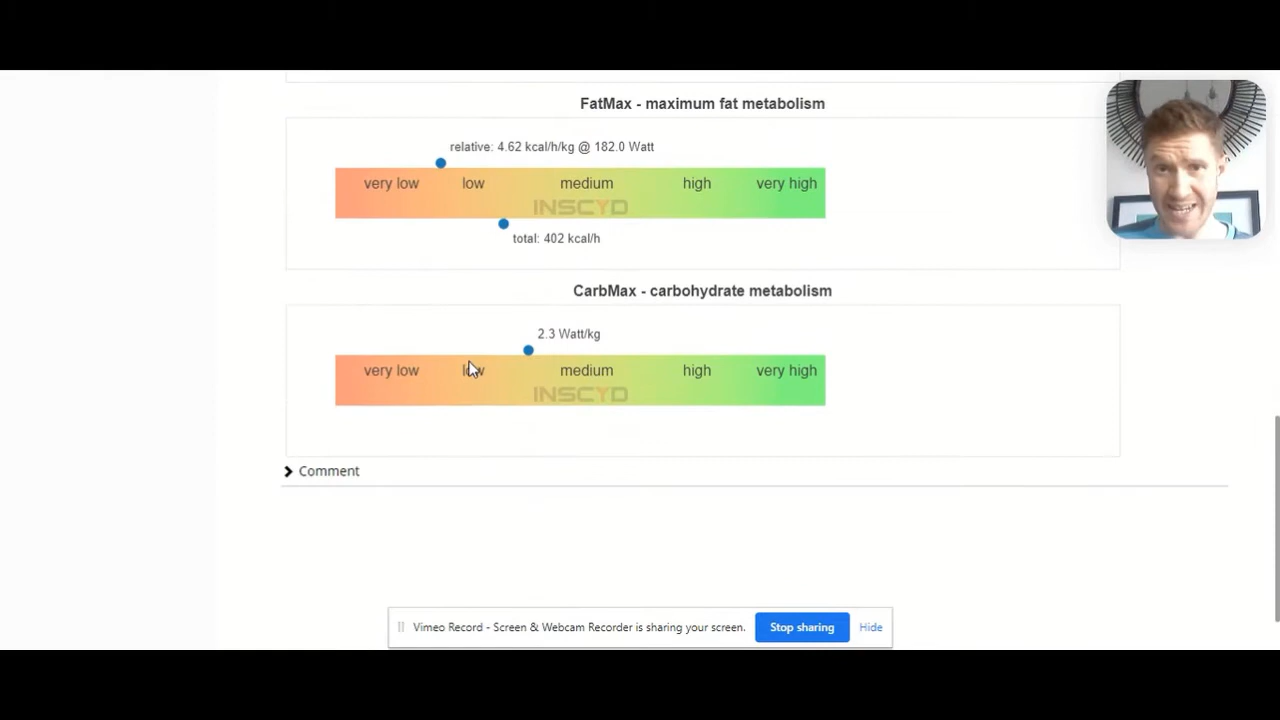 FatMax - maximum fat metabolism
relative: 4.62 kcal/h/kg @ 182.0 Watt
very low low medium high very high
INSCYD
total: 402 kcal/h
CarbMax - carbohydrate metabolism
2.3 Watt/kg
very low low medium high very high
INSCYD
Comment
Vimeo Record - Screen & Webcam Recorder is sharing your screen. Stop sharing Hide